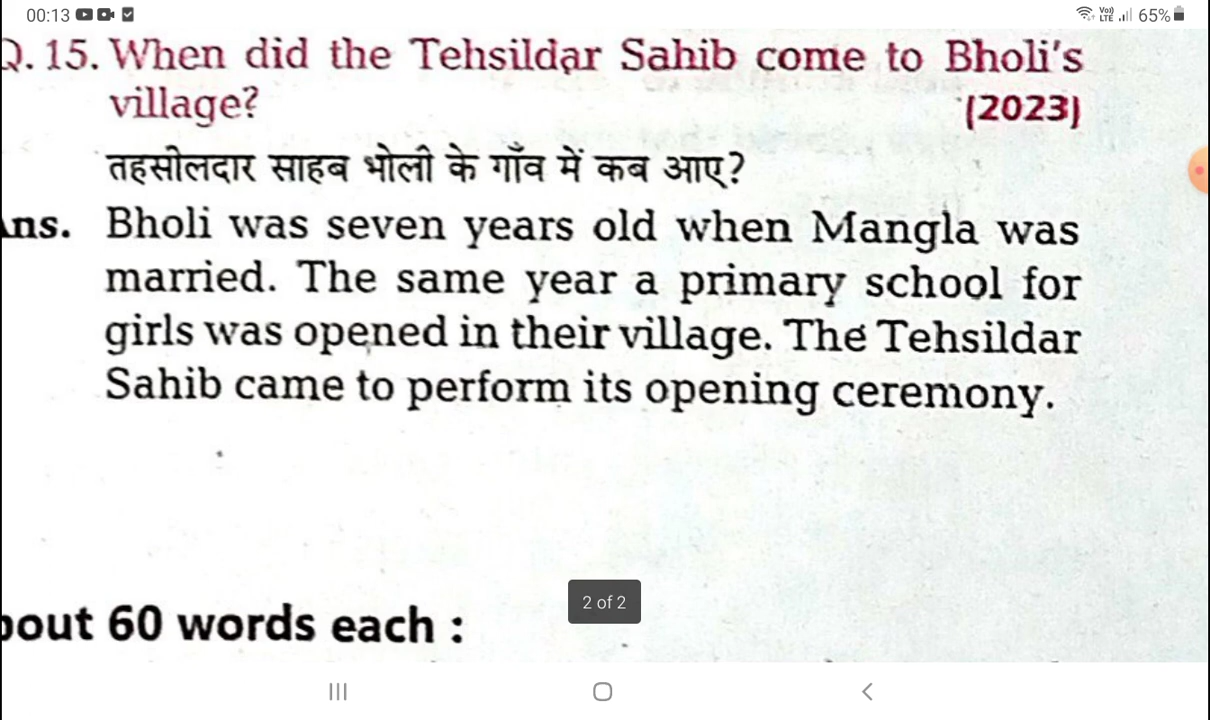 00:13 Vo)) LTE 65%
Q. 15. When did the Tehsildar Sahib come to Bholi's
village? (2023)
तहसीलदार साहब भोली के गाँव में कब आए?
Ans. Bholi was seven years old when Mangla was
married. The same year a primary school for
girls was opened in their village. The Tehsildar
Sahib came to perform its opening ceremony.
2 of 2
bout 60 words each :